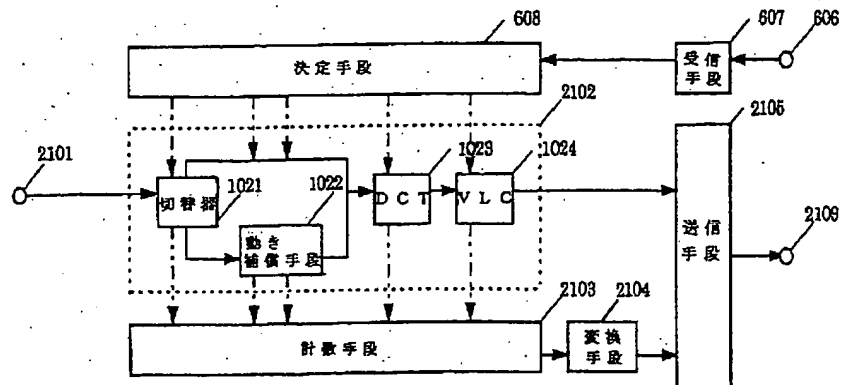 608
607
606
決定手段
受信
手段
2102
2105
2101
1023
1024
1021
1022
切替器
DCT
VLC
動き
補償手段
送信
手段
2109
2103
2104
計数手段
変換
手段